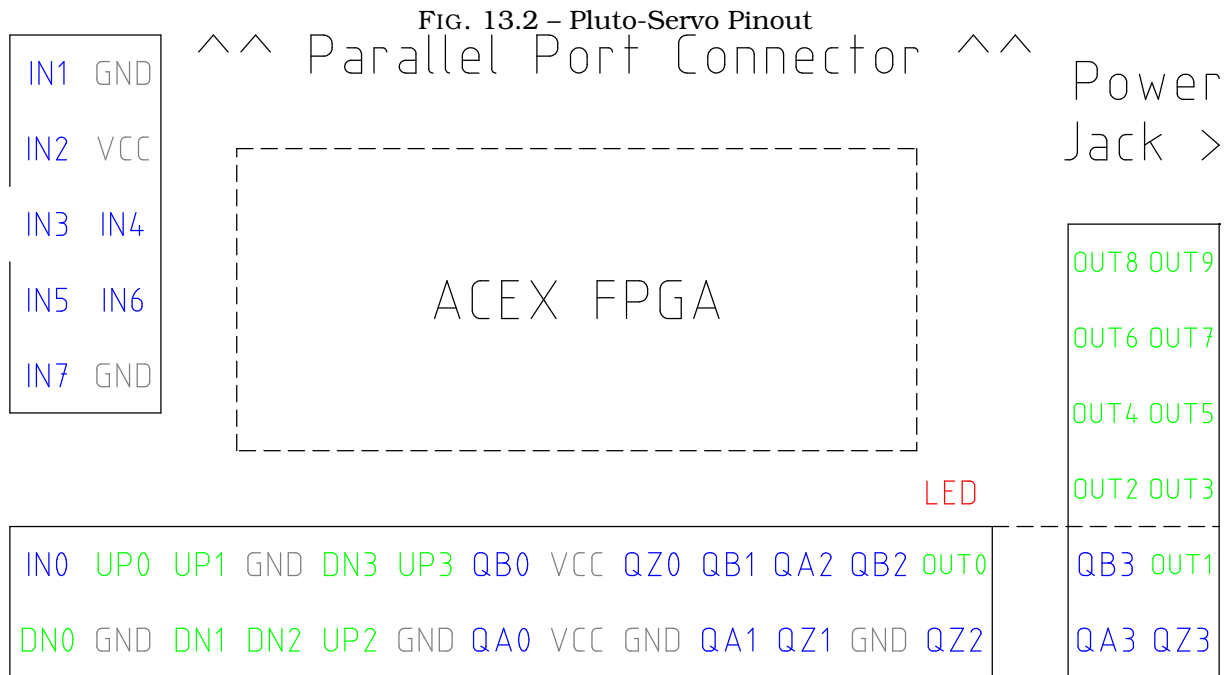 FIG. 13.2 – Pluto-Servo Pinout
^^ Parallel Port Connector ^^
Power
Jack >
IN1 GND
IN2 VCC
IN3 IN4
IN5 IN6
IN7 GND
ACEX FPGA
OUT8 OUT9
OUT6 OUT7
OUT4 OUT5
OUT2 OUT3
LED
IN0 UP0 UP1 GND DN3 UP3 QB0 VCC QZ0 QB1 QA2 QB2 OUT0
DN0 GND DN1 DN2 UP2 GND QA0 VCC GND QA1 QZ1 GND QZ2
QB3 OUT1
QA3 QZ3